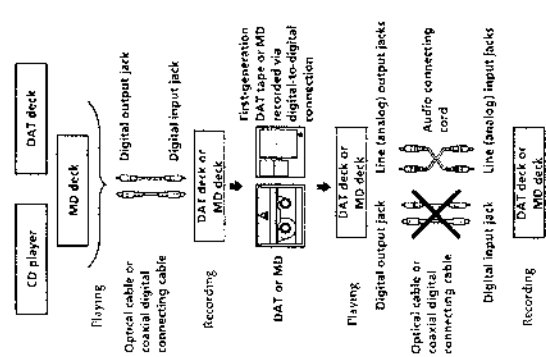 CD player
DAT deck
MD deck
Playing
Optical cable or
coaxial digital
connecting cable
Digital output jack
Digital input jack
Recording
DAT deck or
MD deck
DAT or MD
First-generation
DAT tape or MD
recorded via
digital-to-digital
connection
Playing
DAT deck or
MD deck
Digital output jack
Line (analog) output jacks
Optical cable or
coaxial digital
connecting cable
Audio connecting
cord
Digital input jack
Line (analog) input jacks
Recording
DAT deck or
MD deck